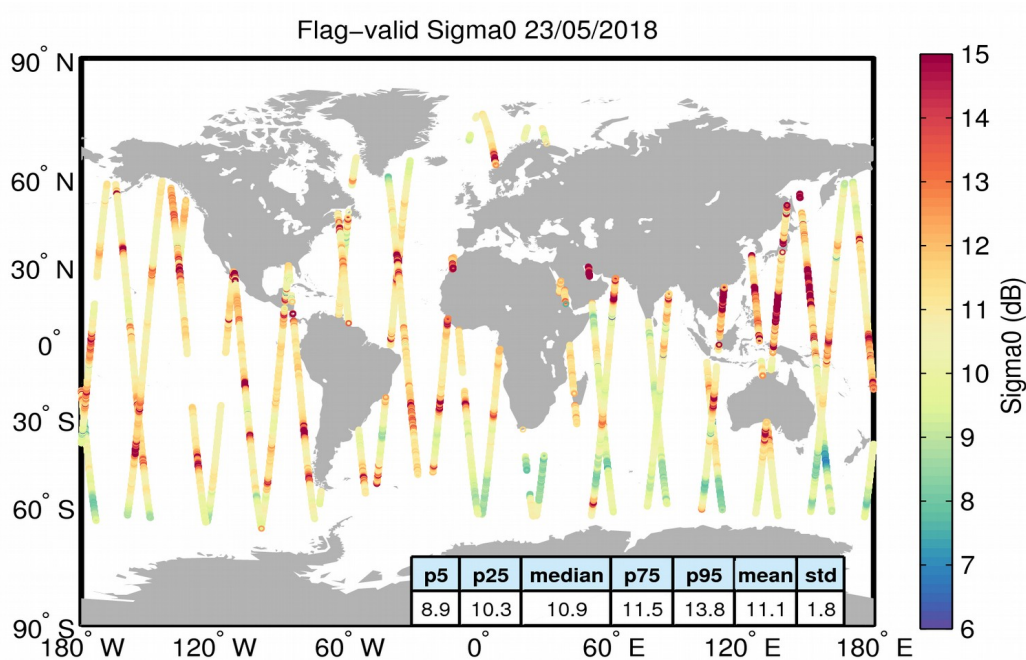 Flag−valid Sigma0 23/05/2018
90° N
60° N
30° N
0°
30° S
60° S
90° S
180° W 120° W 60° W 0° 60° E 120° E 180° E
15
14
13
12
11
10
9
8
7
6
Sigma0 (dB)
p5 p25 median p75 p95 mean std
8.9 10.3 10.9 11.5 13.8 11.1 1.8